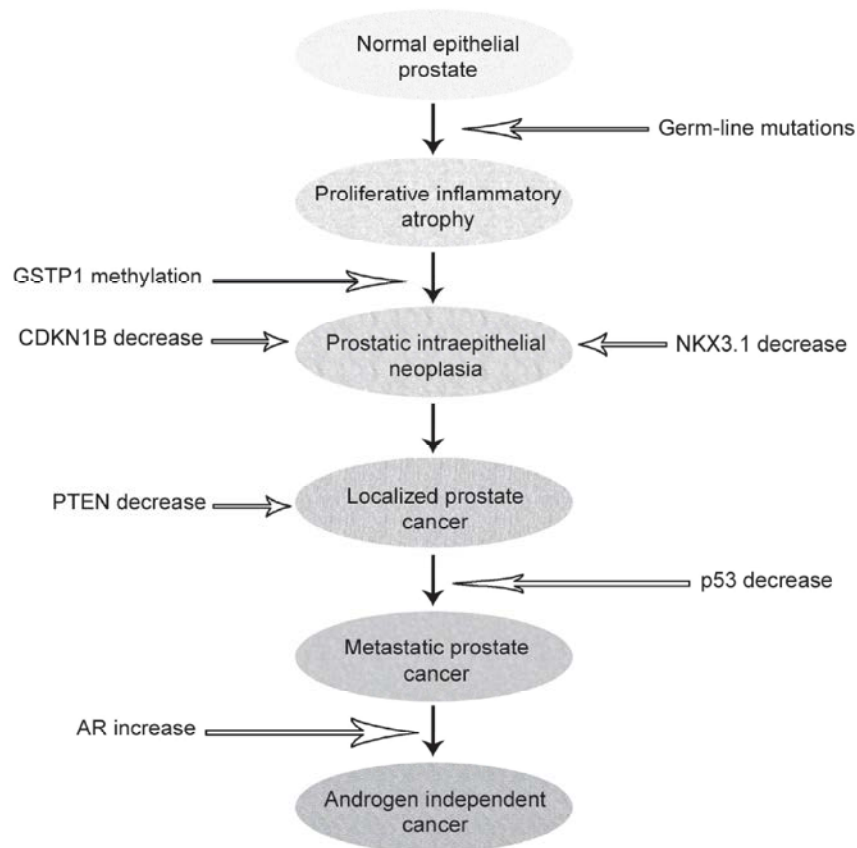 Normal epithelial
prostate
Germ-line mutations
Proliferative inflammatory
atrophy
GSTP1 methylation
CDKN1B decrease
Prostatic intraepithelial
neoplasia
NKX3.1 decrease
PTEN decrease
Localized prostate
cancer
p53 decrease
Metastatic prostate
cancer
AR increase
Androgen independent
cancer